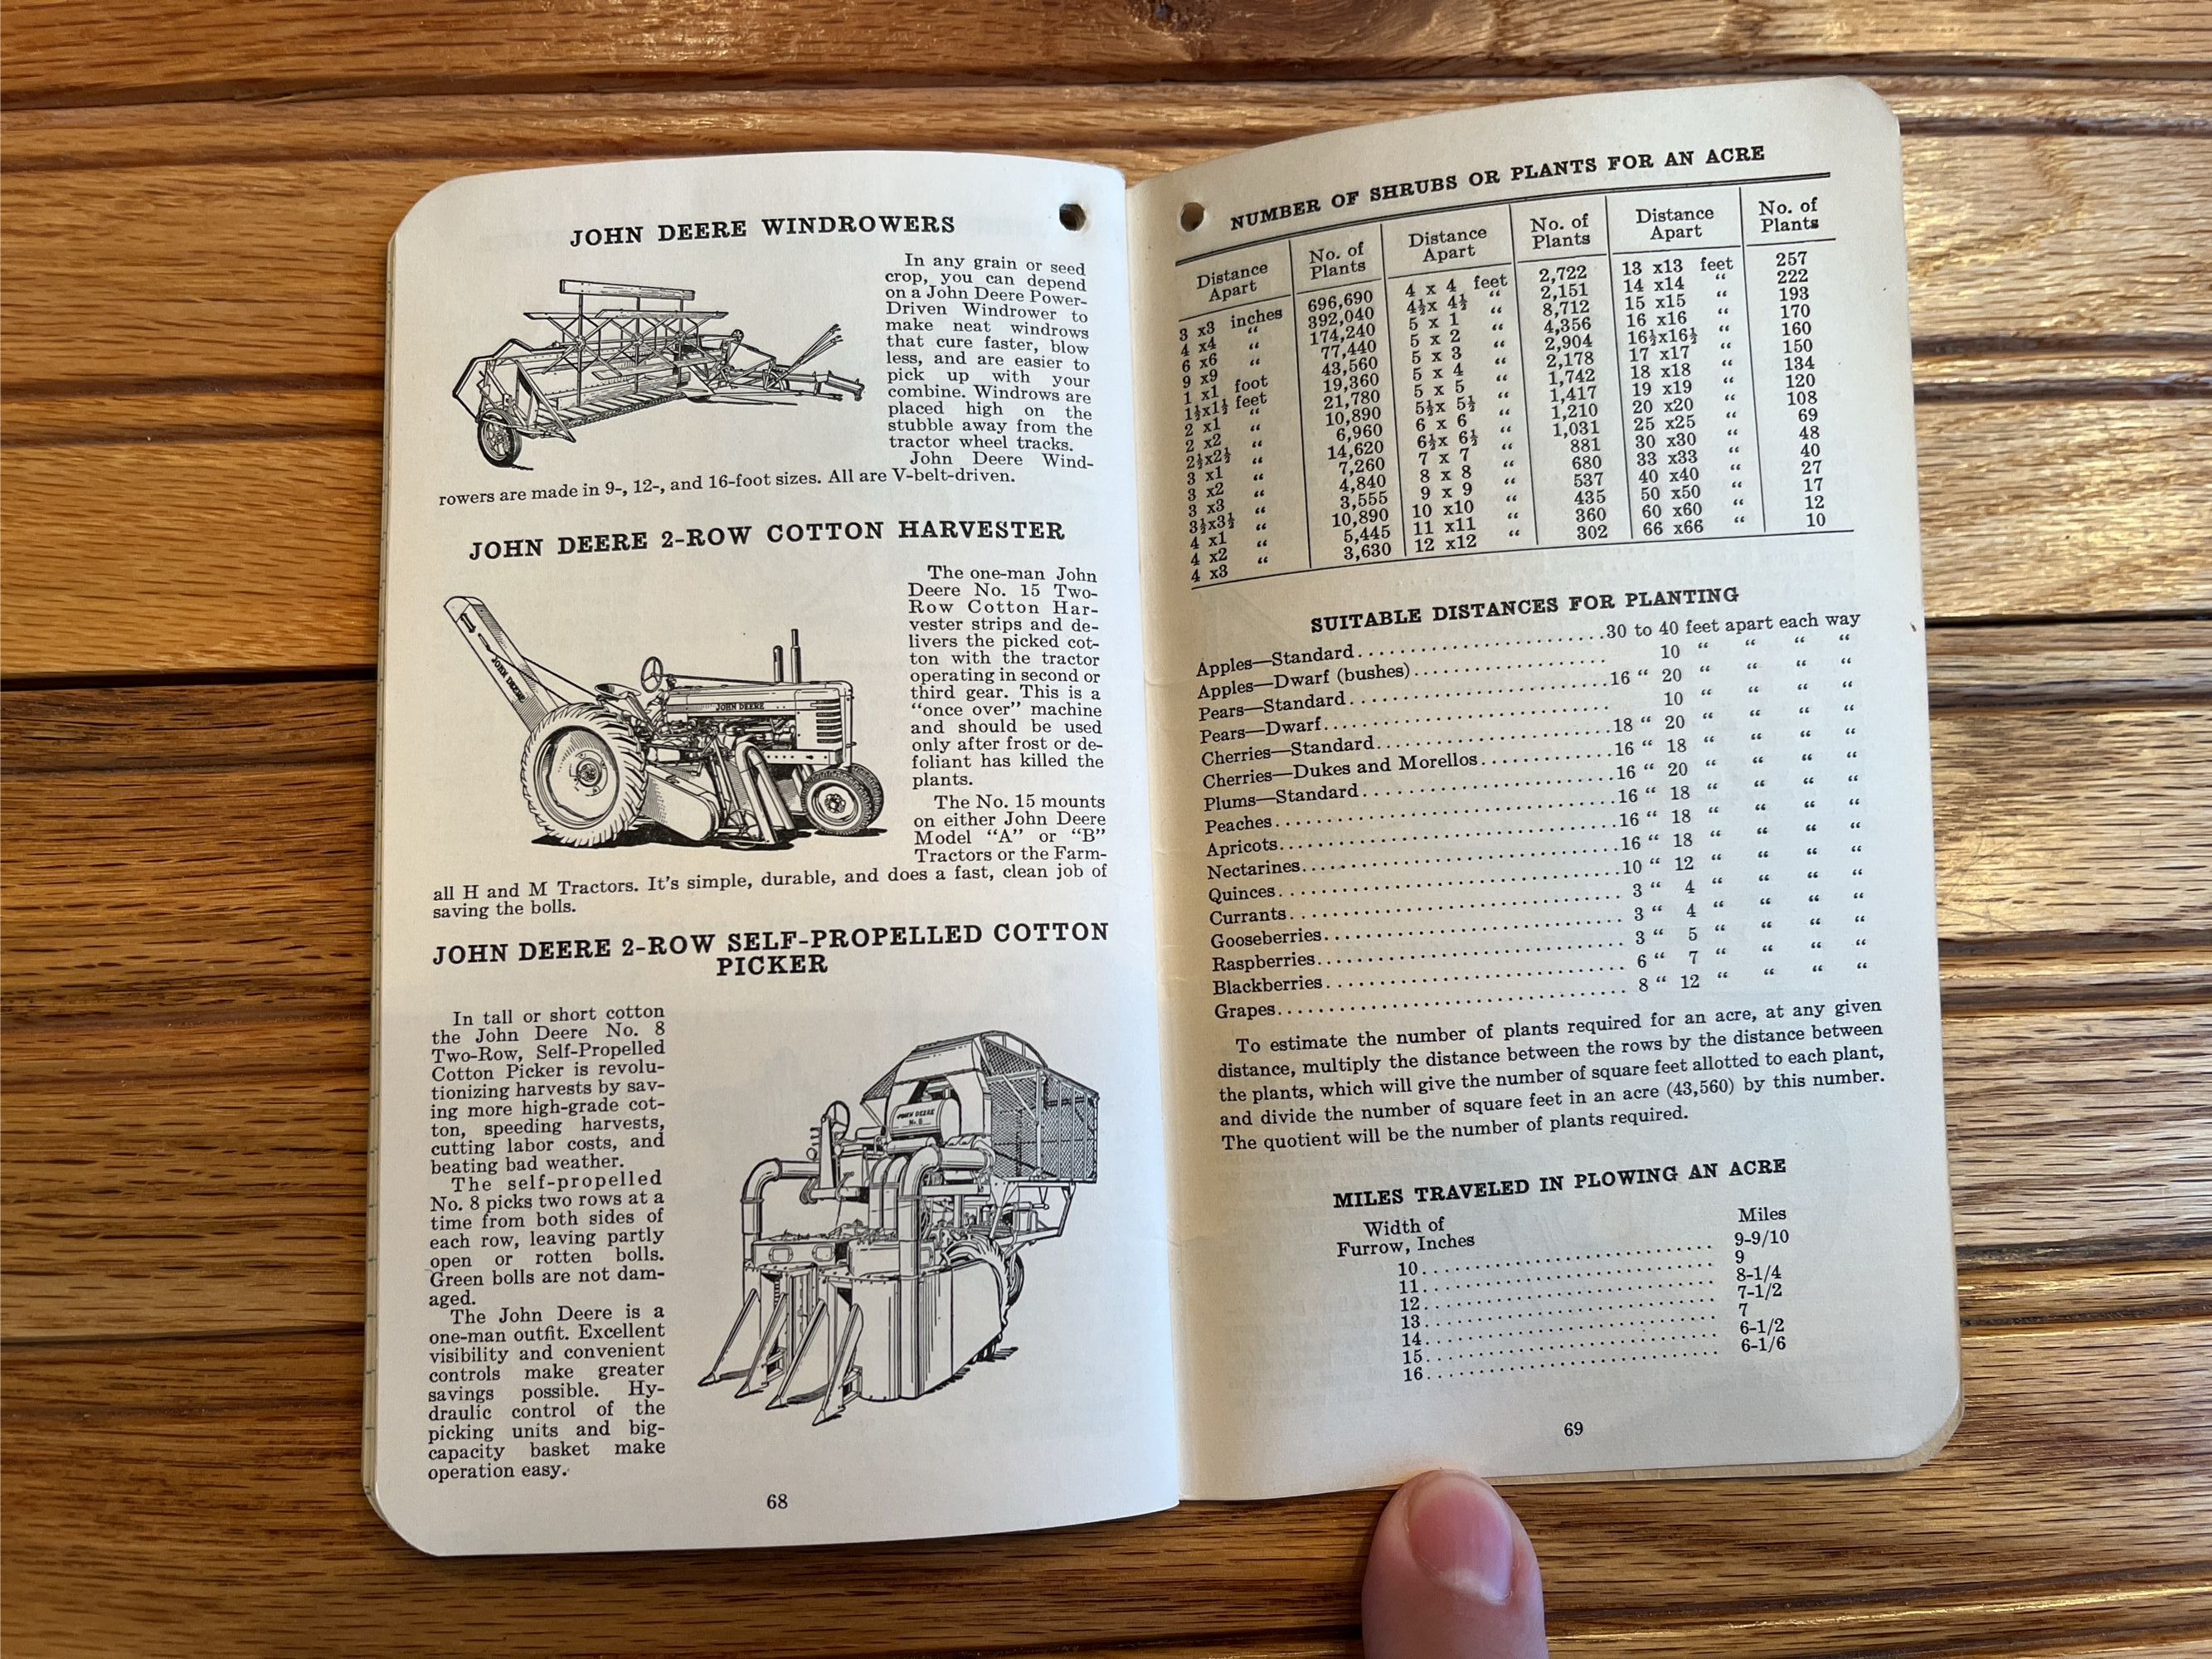 JOHN DEERE WINDROWERS
In any grain or seed
crop, you can depend
on a John Deere Power-
Driven Windrower to
make neat windrows
that cure faster, blow
less, and are easier to
pick up with your
combine. Windrows are
placed high on the
stubble away from the
tractor wheel tracks.
John Deere Wind-
rowers are made in 9-, 12-, and 16-foot sizes. All are V-belt-driven.
JOHN DEERE 2-ROW COTTON HARVESTER
JOHN DEERE
JOHN DEERE
The one-man John
Deere No. 15 Two-
Row Cotton Har-
vester strips and de-
livers the picked cot-
ton with the tractor
operating in second or
third gear. This is a
“once over” machine
and should be used
only after frost or de-
foliant has killed the
plants.
The No. 15 mounts
on either John Deere
Model “A” or “B”
Tractors or the Farm-
all H and M Tractors. It's simple, durable, and does a fast, clean job of
saving the bolls.
JOHN DEERE 2-ROW SELF-PROPELLED COTTON
PICKER
In tall or short cotton
the John Deere No. 8
Two-Row, Self-Propelled
Cotton Picker is revolu-
tionizing harvests by sav-
ing more high-grade cot-
ton, speeding harvests,
cutting labor costs, and
beating bad weather.
The self-propelled
No. 8 picks two rows at a
time from both sides of
each row, leaving partly
open or rotten bolls.
Green bolls are not dam-
aged.
The John Deere is a
one-man outfit. Excellent
visibility and convenient
controls make greater
savings possible. Hy-
draulic control of the
picking units and big-
capacity basket make
operation easy.
JOHN DEERE
No. 8
68
NUMBER OF SHRUBS OR PLANTS FOR AN ACRE
Distance Apart No. of Plants Distance Apart No. of Plants Distance Apart No. of Plants
3 x3 inches 696,690 4 x 4 feet 2,722 13 x13 feet 257
4 x4 “ 392,040 4½x 4½ “ 2,151 14 x14 “ 222
6 x6 “ 174,240 5 x 1 “ 8,712 15 x15 “ 193
9 x9 “ 77,440 5 x 2 “ 4,356 16 x16 “ 170
1 x1 foot 43,560 5 x 3 “ 2,904 16½x16½ “ 160
1½x1½ feet 19,360 5 x 4 “ 2,178 17 x17 “ 150
2 x1 “ 21,780 5 x 5 “ 1,742 18 x18 “ 134
2 x2 “ 10,890 5½x 5½ “ 1,417 19 x19 “ 120
2½x2½ “ 6,960 6 x 6 “ 1,210 20 x20 “ 108
3 x1 “ 14,620 6½x 6½ “ 1,031 25 x25 “ 69
3 x2 “ 7,260 7 x 7 “ 881 30 x30 “ 48
3 x3 “ 4,840 8 x 8 “ 680 33 x33 “ 40
3½x3½ “ 3,555 9 x 9 “ 537 40 x40 “ 27
4 x1 “ 10,890 10 x10 “ 435 50 x50 “ 17
4 x2 “ 5,445 11 x11 “ 360 60 x60 “ 12
4 x3 “ 3,630 12 x12 “ 302 66 x66 “ 10
SUITABLE DISTANCES FOR PLANTING
Apples—Standard 30 to 40 feet apart each way
Apples—Dwarf (bushes) 10 “ “ “
Pears—Standard 16 “ 20 “ “ “
Pears—Dwarf 10 “ “ “
Cherries—Standard 18 “ 20 “ “ “
Cherries—Dukes and Morellos 16 “ 18 “ “ “
Plums—Standard 16 “ 20 “ “ “
Peaches 16 “ 18 “ “ “
Apricots 16 “ 18 “ “ “
Nectarines 16 “ 18 “ “ “
Quinces 10 “ 12 “ “ “
Currants 3 “ 4 “ “ “
Gooseberries 3 “ 4 “ “ “
Raspberries 3 “ 5 “ “ “
Blackberries 6 “ 7 “ “ “
Grapes 8 “ 12 “ “ “
To estimate the number of plants required for an acre, at any given
distance, multiply the distance between the rows by the distance between
the plants, which will give the number of square feet allotted to each plant,
and divide the number of square feet in an acre (43,560) by this number.
The quotient will be the number of plants required.
MILES TRAVELED IN PLOWING AN ACRE
Width of Furrow, Inches Miles
10 9-9/10
11 9
12 8-1/4
13 7-1/2
14 7
15 6-1/2
16 6-1/6
69